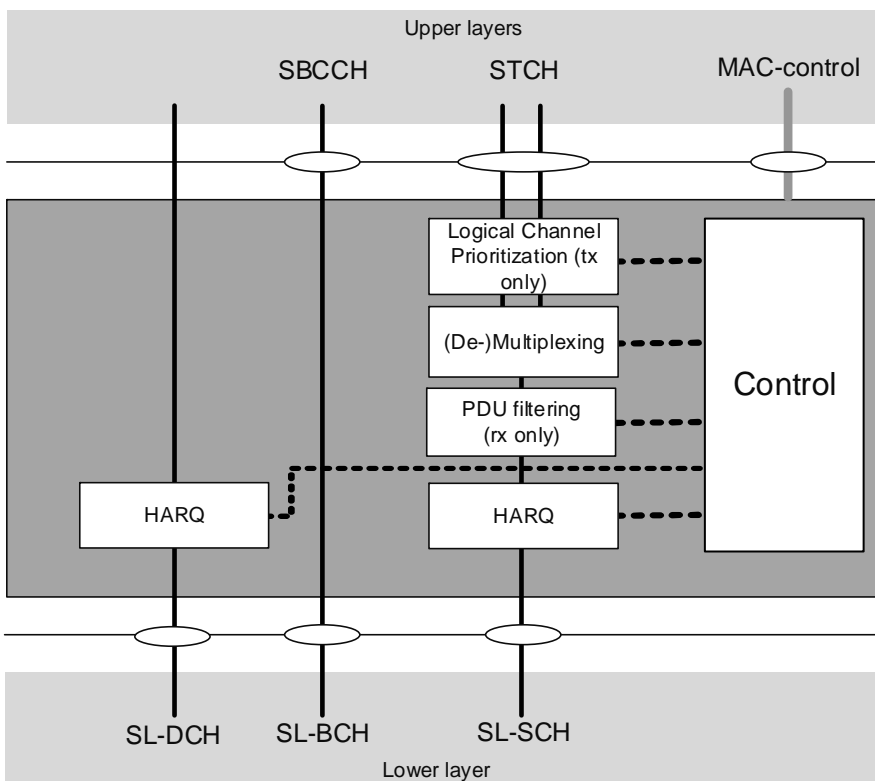 Upper layers
SBCCH
STCH
MAC-control
Logical Channel
Prioritization (tx
only)
(De-)Multiplexing
PDU filtering
(rx only)
Control
HARQ
HARQ
SL-DCH
SL-BCH
SL-SCH
Lower layer